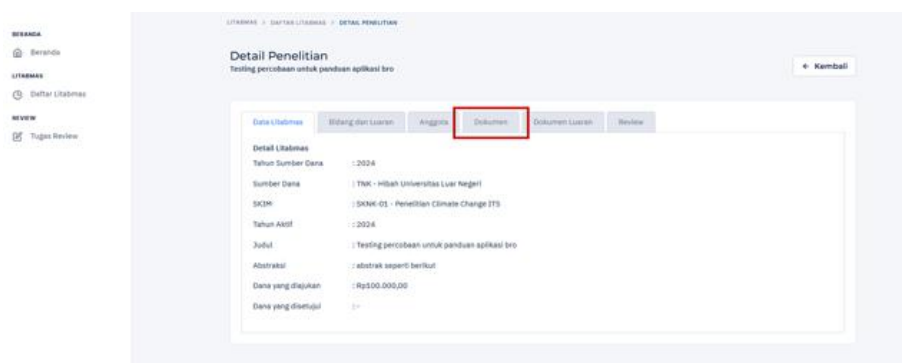 LITABMAS > DAFTAR LITABMAS > DETAIL PENELITIAN
BERANDA
Beranda
LITABMAS
Daftar Litabmas
REVIEW
Tugas Review
Detail Penelitian
Testing percobaan untuk panduan aplikasi bro
← Kembali
Data Litabmas Bidang dan Luaran Anggota Dokumen Dokumen Luaran Review
Detail Litabmas
Tahun Sumber Dana : 2024
Sumber Dana : TNK - Hibah Universitas Luar Negeri
SKIM : SKNK-01 - Penelitian Climate Change ITS
Tahun Aktif : 2024
Judul : Testing percobaan untuk panduan aplikasi bro
Abstraksi : abstrak seperti berikut
Dana yang diajukan : Rp100.000,00
Dana yang disetujui : -